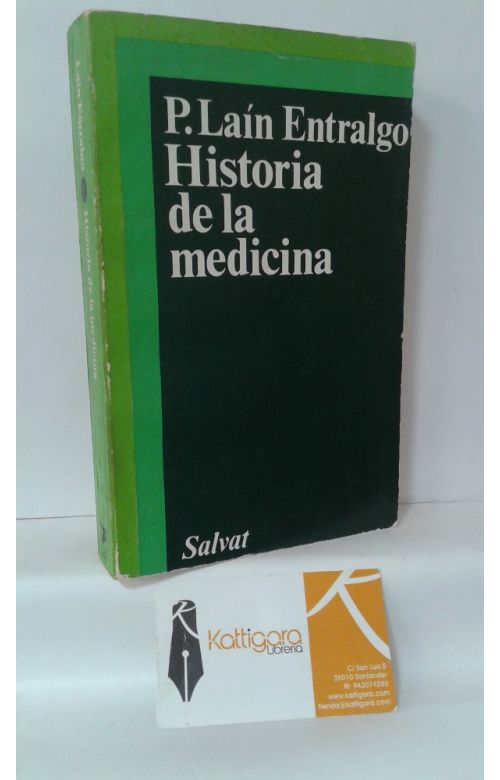 P. Laín Entralgo
Historia
de la
medicina
Salvat
Laín Entralgo Historia de la medicina
Kattigara
Librería
C/ San Luis 5
39010 Santander
942074286
www.kattigara.com
tienda@kattigara.com